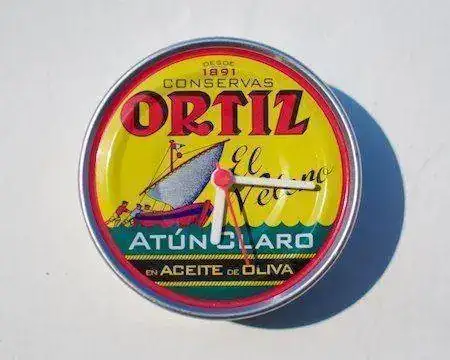 DESDE
1891
CONSERVAS
ORTIZ
El
Velero
ATÚN CLARO
EN ACEITE DE OLIVA